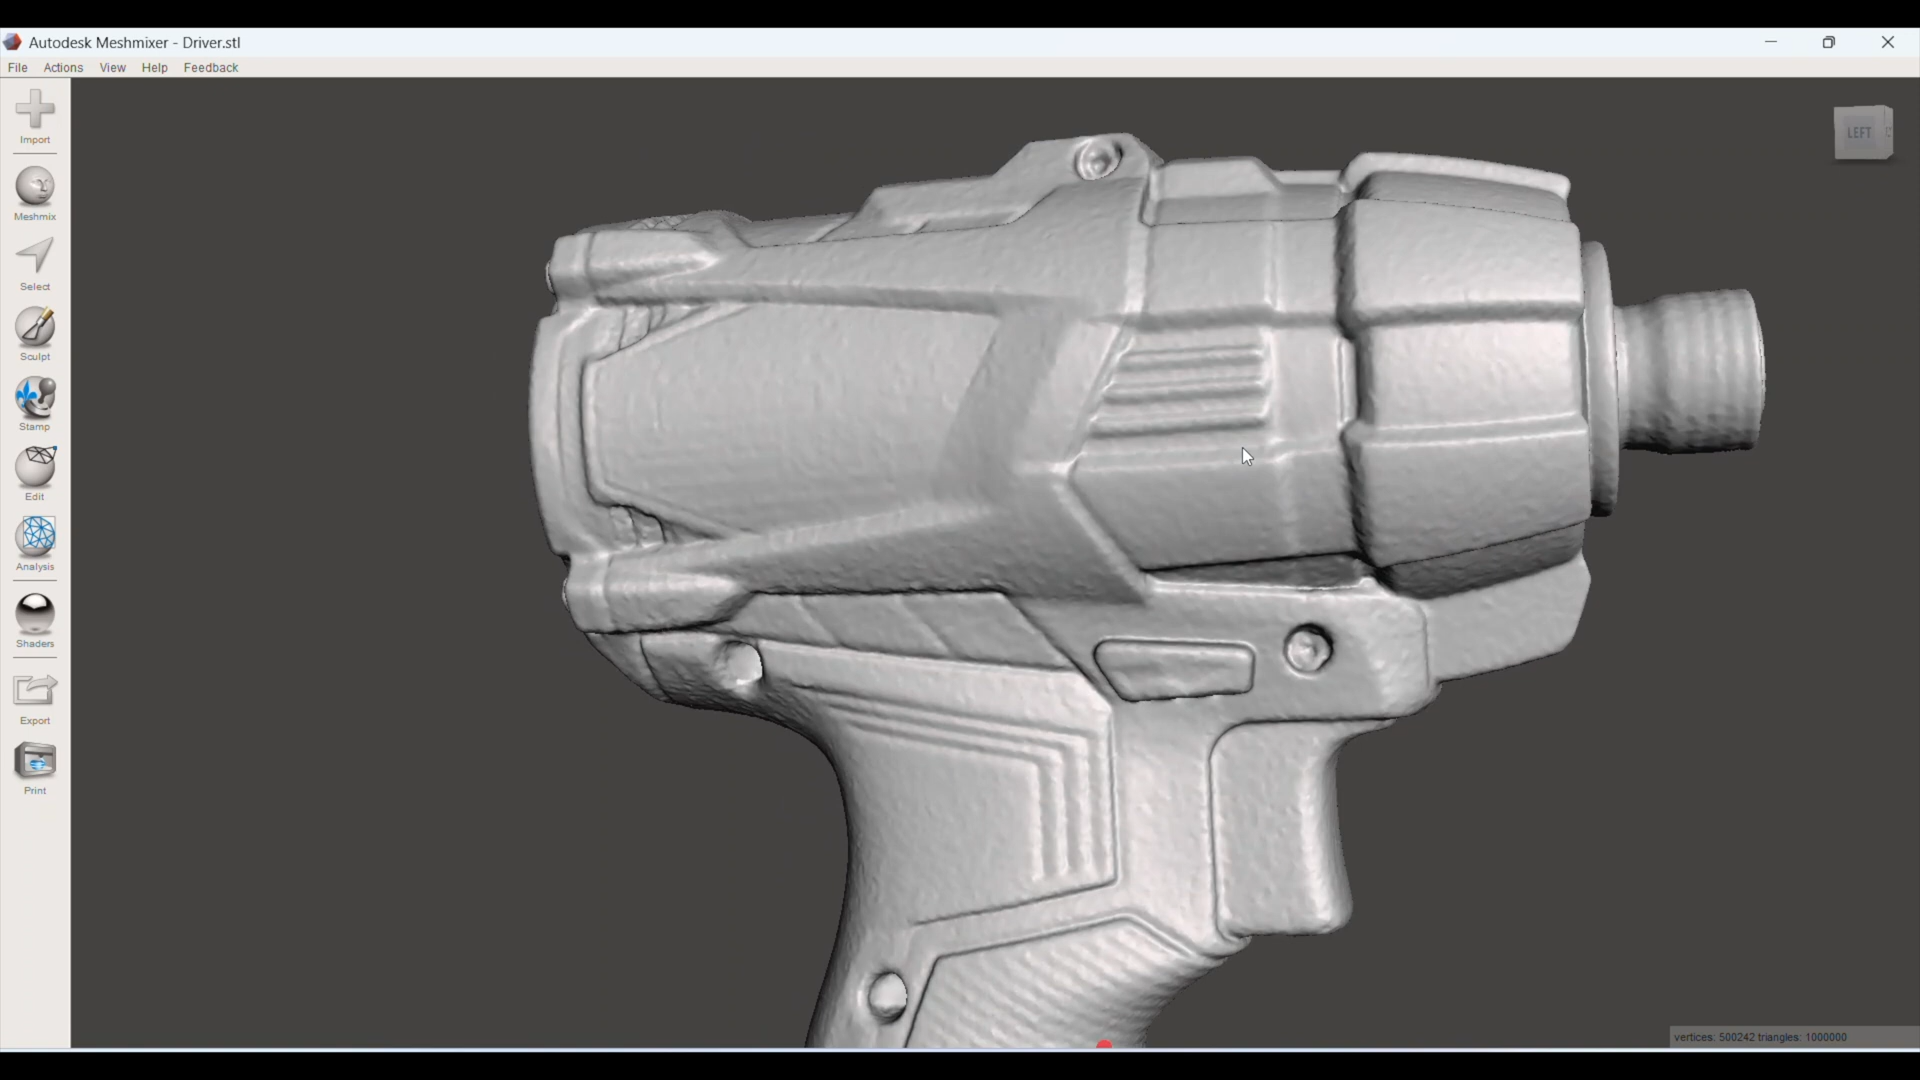 Autodesk Meshmixer - Driver.stl
File Actions View Help Feedback
Import
Meshmix
Select
Sculpt
Stamp
Edit
Analysis
Shaders
Export
Print
LEFT
vertices: 500242 triangles: 1000000